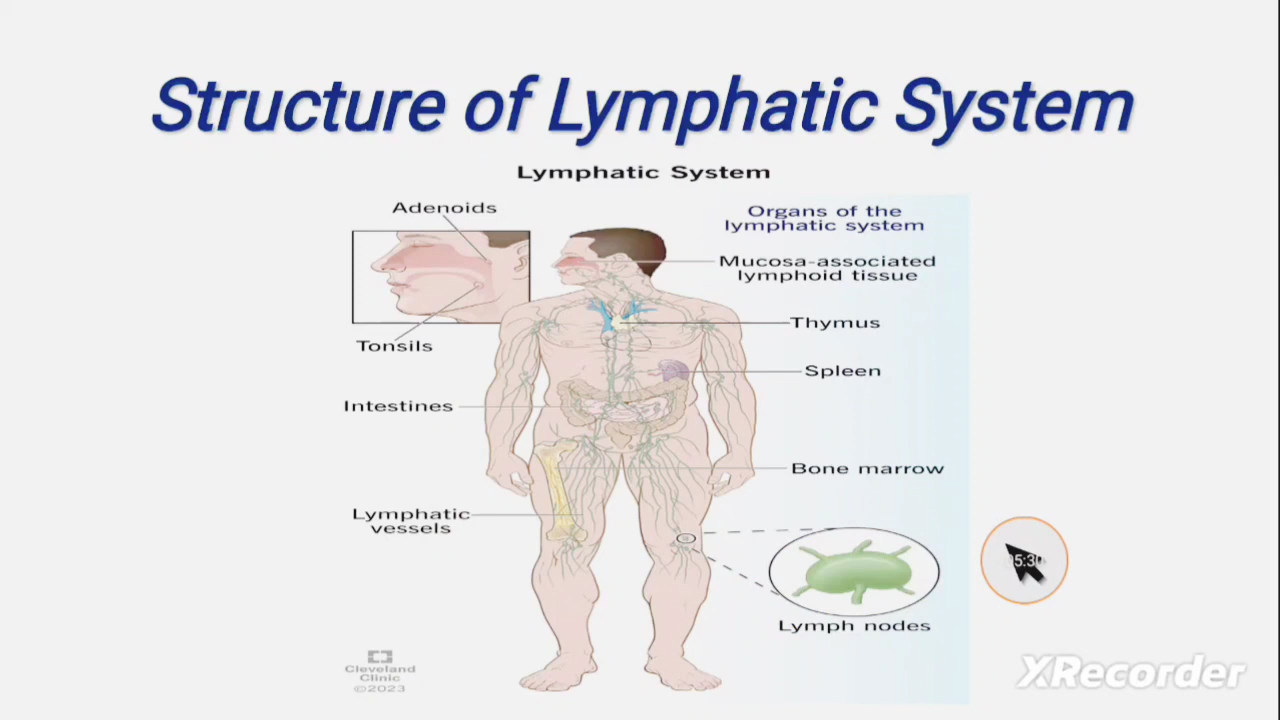 Structure of Lymphatic System
Lymphatic System
Adenoids
Organs of the
lymphatic system
Mucosa-associated
lymphoid tissue
Thymus
Tonsils
Spleen
Intestines
Bone marrow
Lymphatic
vessels
Lymph nodes
Cleveland
Clinic
©2023
XRecorder